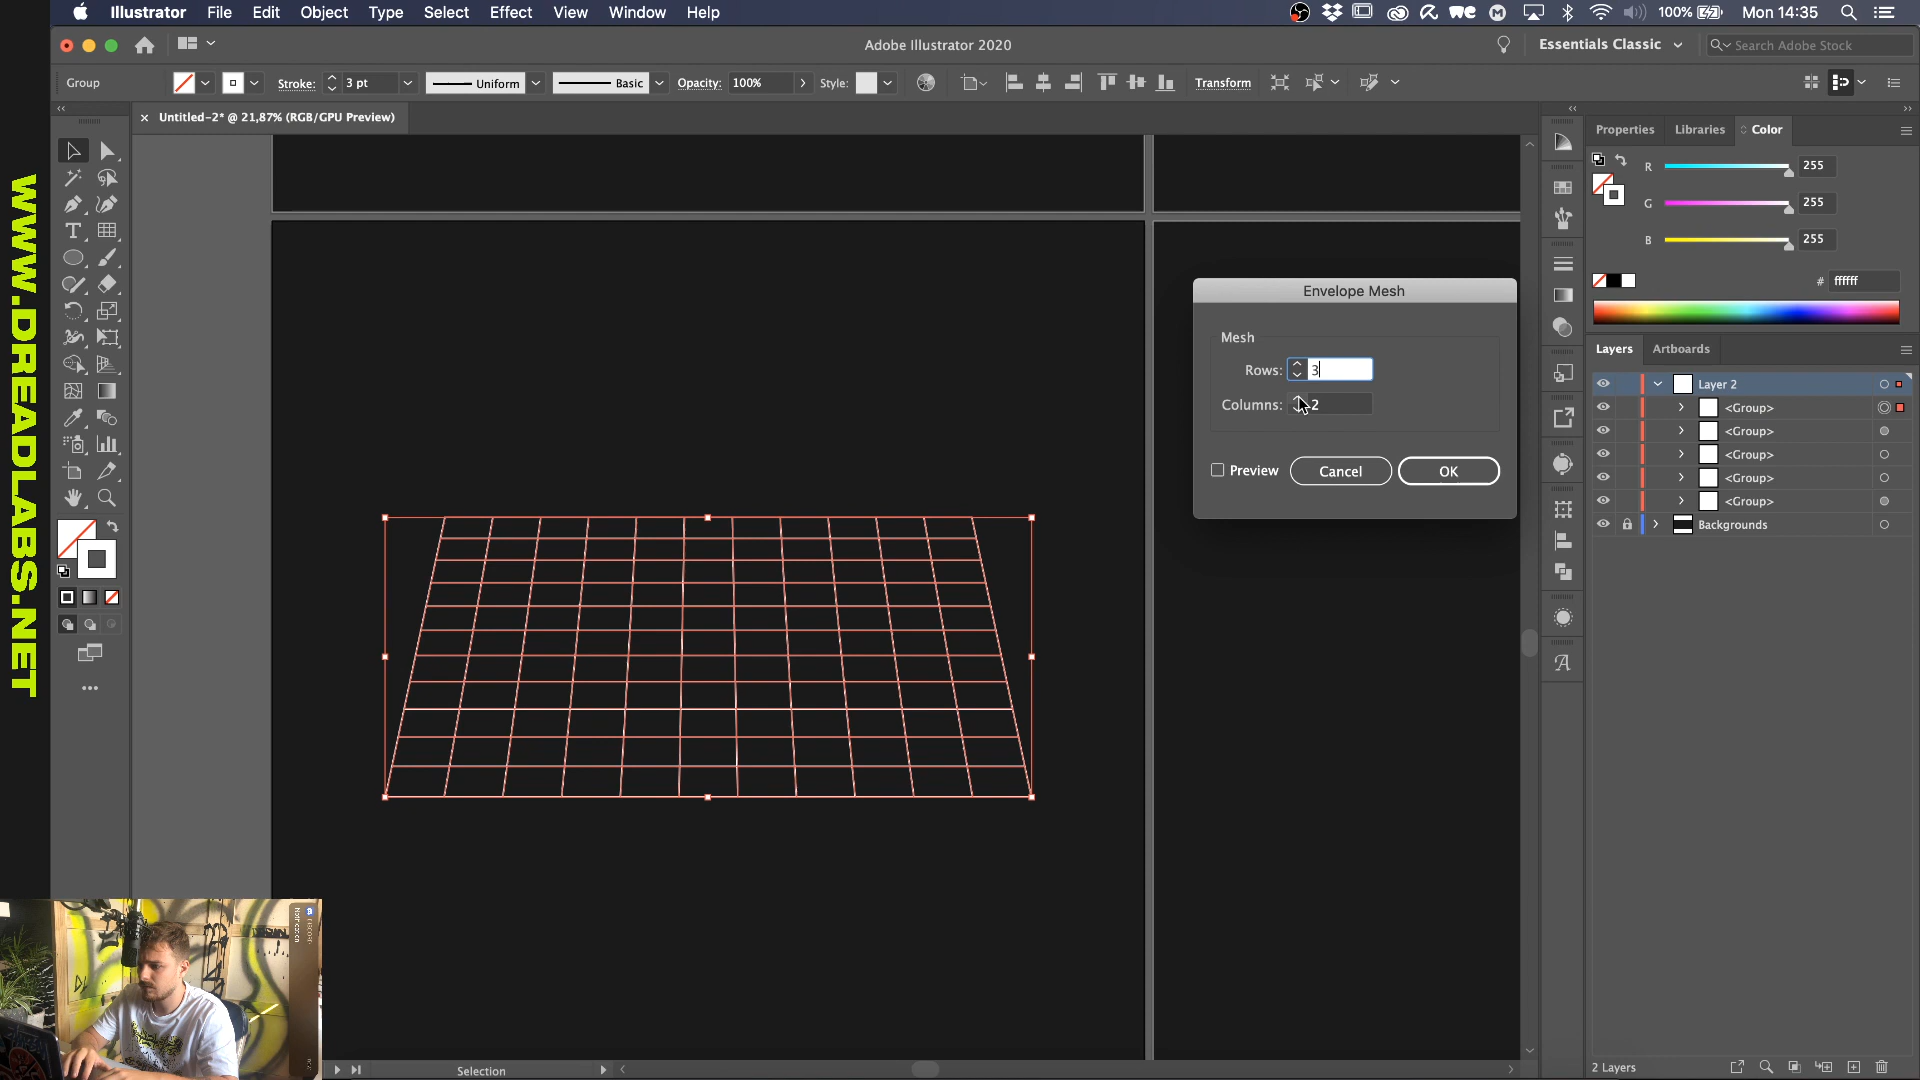 Illustrator File Edit Object Type Select Effect View Window Help
100% Mon 14:35
Adobe Illustrator 2020
Essentials Classic
Search Adobe Stock
Group
Stroke: 3 pt
Uniform
Basic
Opacity: 100%
Style:
Transform
× Untitled-2* @ 21,87% (RGB/GPU Preview)
Properties Libraries Color
R 255
G 255
B 255
# ffffff
Envelope Mesh
Mesh
Rows: 3
Columns: 2
Preview Cancel OK
Layers Artboards
Layer 2
<Group>
<Group>
<Group>
<Group>
<Group>
Backgrounds
2 Layers
Selection
WWW.DREADLABS.NET